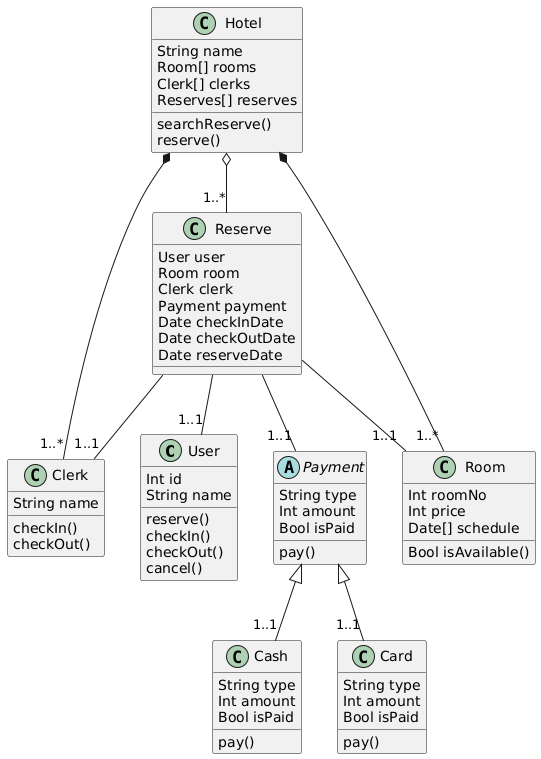 C Hotel
String name
Room[] rooms
Clerk[] clerks
Reserves[] reserves
searchReserve()
reserve()
1..*
C Reserve
User user
Room room
Clerk clerk
Payment payment
Date checkInDate
Date checkOutDate
Date reserveDate
1..* 1..1
1..1
1..1
1..1 1..*
C Clerk
String name
checkIn()
checkOut()
C User
Int id
String name
reserve()
checkIn()
checkOut()
cancel()
A Payment
String type
Int amount
Bool isPaid
pay()
C Room
Int roomNo
Int price
Date[] schedule
Bool isAvailable()
1..1
1..1
C Cash
String type
Int amount
Bool isPaid
pay()
C Card
String type
Int amount
Bool isPaid
pay()